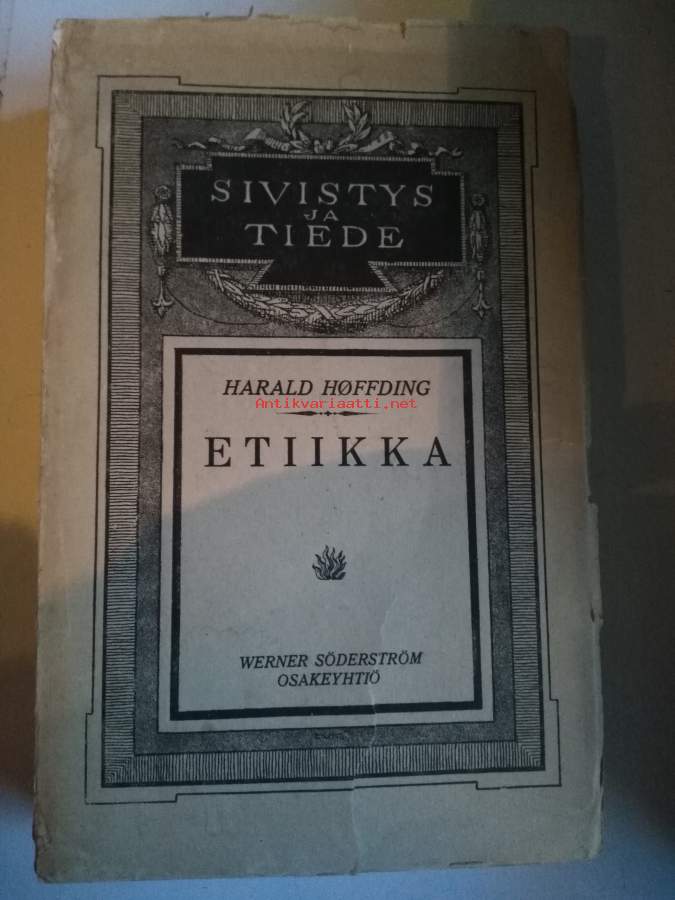 SIVISTYS
JA
TIEDE
HARALD HØFFDING
Antikvariaatti.net
ETIIKKA
WERNER SÖDERSTRÖM
OSAKEYHTIÖ